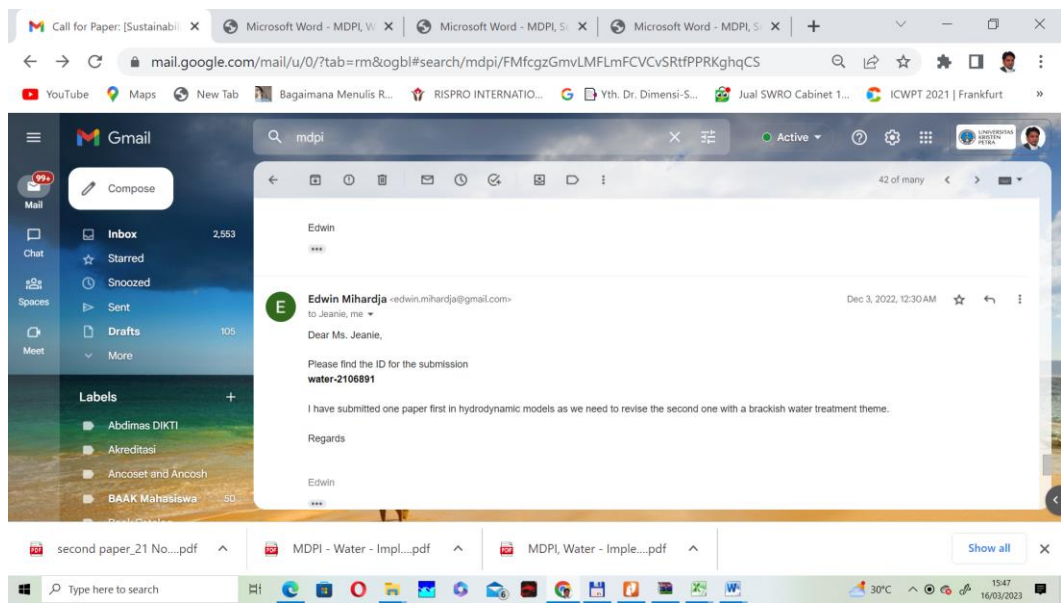 Call for Paper: [Sustainabil
Microsoft Word - MDPI, W
Microsoft Word - MDPI, S
Microsoft Word - MDPI, S
mail.google.com/mail/u/0/?tab=rm&ogbl#search/mdpi/FMfcgzGmvLMFLmFCVCvSRtfPPRKghqCS
YouTube
Maps
New Tab
Bagaimana Menulis R...
RISPRO INTERNATIO...
Yth. Dr. Dimensi-S...
Jual SWRO Cabinet 1...
ICWPT 2021 | Frankfurt
Gmail
mdpi
Active
UNIVERSITAS
KRISTEN
PETRA
99+
Mail
Chat
Spaces
Meet
Compose
Inbox 2,553
Starred
Snoozed
Sent
Drafts 105
More
Labels
Abdimas DIKTI
Akreditasi
Ancoset and Ancosh
BAAK Mahasiswa 50
42 of many
Edwin
E
Edwin Mihardja <edwin.mihardja@gmail.com>
Dec 3, 2022, 12:30 AM
to Jeanie, me
Dear Ms. Jeanie,
Please find the ID for the submission
water-2106891
I have submitted one paper first in hydrodynamic models as we need to revise the second one with a brackish water treatment theme.
Regards
Edwin
second paper_21 No....pdf
MDPI - Water - Impl....pdf
MDPI, Water - Imple....pdf
Show all
Type here to search
30°C
15:47
16/03/2023